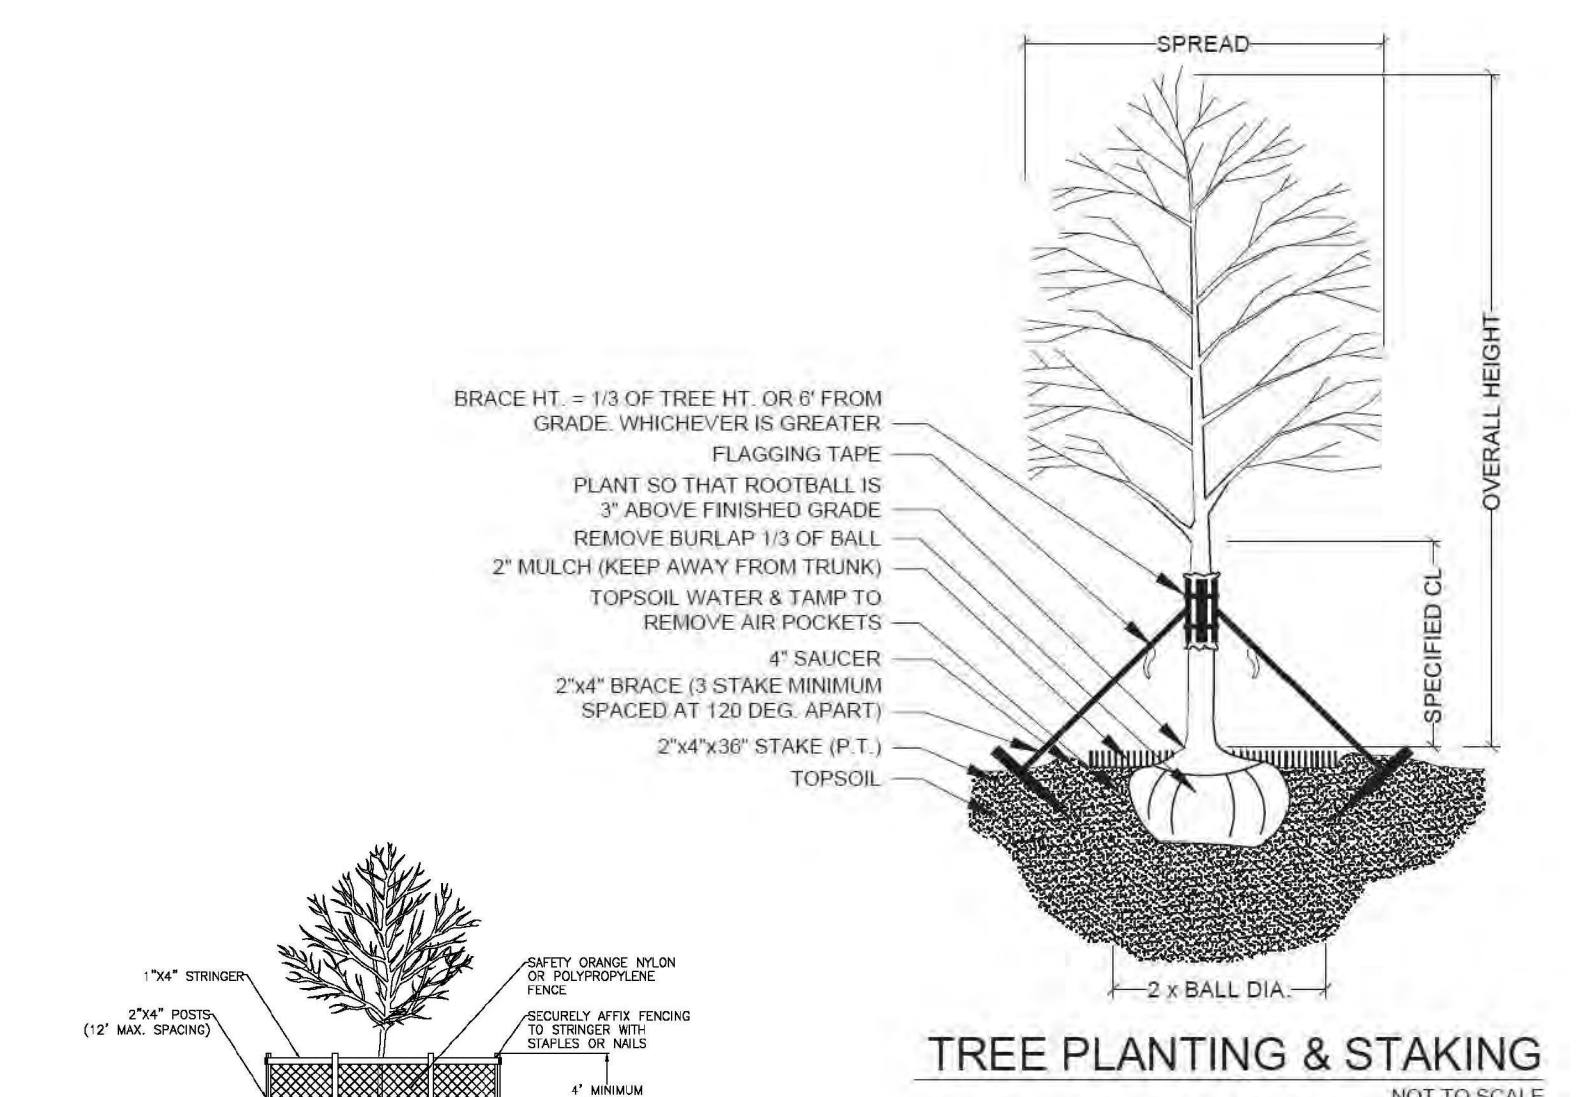 SPREAD
OVERALL HEIGHT
SPECIFIED CL
BRACE HT. = 1/3 OF TREE HT. OR 6' FROM
GRADE. WHICHEVER IS GREATER
FLAGGING TAPE
PLANT SO THAT ROOTBALL IS
3" ABOVE FINISHED GRADE
REMOVE BURLAP 1/3 OF BALL
2" MULCH (KEEP AWAY FROM TRUNK)
TOPSOIL WATER & TAMP TO
REMOVE AIR POCKETS
4" SAUCER
2"x4" BRACE (3 STAKE MINIMUM
SPACED AT 120 DEG. APART)
2"x4"x36" STAKE (P.T.)
TOPSOIL
2 x BALL DIA.
TREE PLANTING & STAKING
NOT TO SCALE
1"X4" STRINGER
2"X4" POSTS
(12' MAX. SPACING)
SAFETY ORANGE NYLON
OR POLYPROPYLENE
FENCE
SECURELY AFFIX FENCING
TO STRINGER WITH
STAPLES OR NAILS
4' MINIMUM